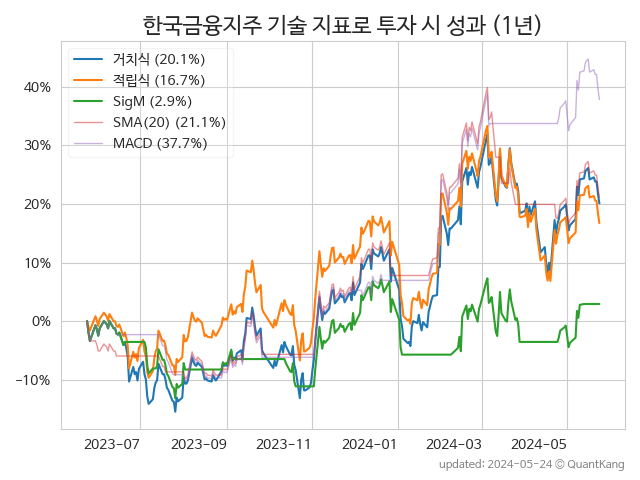 한국금융지주 기술 지표로 투자 시 성과 (1년)
거치식 (20.1%)
적립식 (16.7%)
SigM (2.9%)
SMA(20) (21.1%)
MACD (37.7%)
40%
30%
20%
10%
0%
−10%
2023-07
2023-09
2023-11
2024-01
2024-03
2024-05
updated: 2024-05-24 © QuantKang